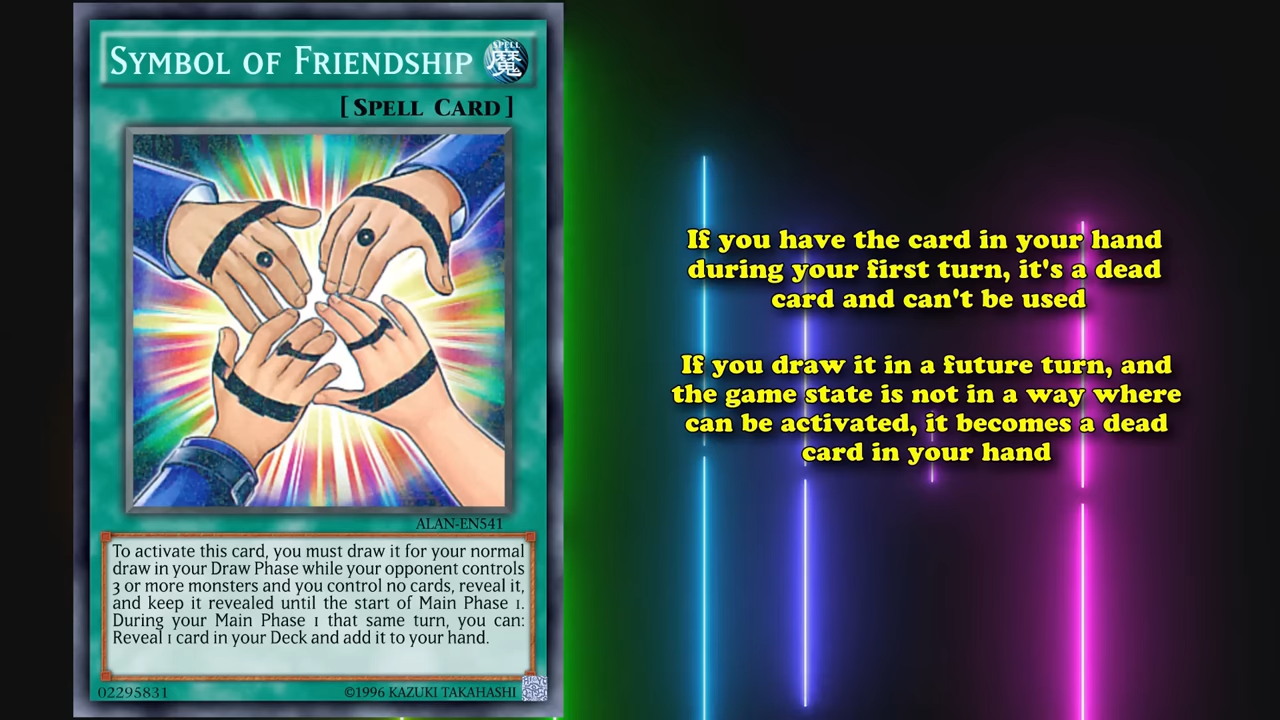 SYMBOL OF FRIENDSHIP
SPELL
魔
[SPELL CARD]
ALAN-EN541
To activate this card, you must draw it for your normal
draw in your Draw Phase while your opponent controls
3 or more monsters and you control no cards, reveal it,
and keep it revealed until the start of Main Phase 1.
During your Main Phase 1 that same turn, you can:
Reveal 1 card in your Deck and add it to your hand.
02295831
©1996 KAZUKI TAKAHASHI
If you have the card in your hand
during your first turn, it's a dead
card and can't be used
If you draw it in a future turn, and
the game state is not in a way where
can be activated, it becomes a dead
card in your hand